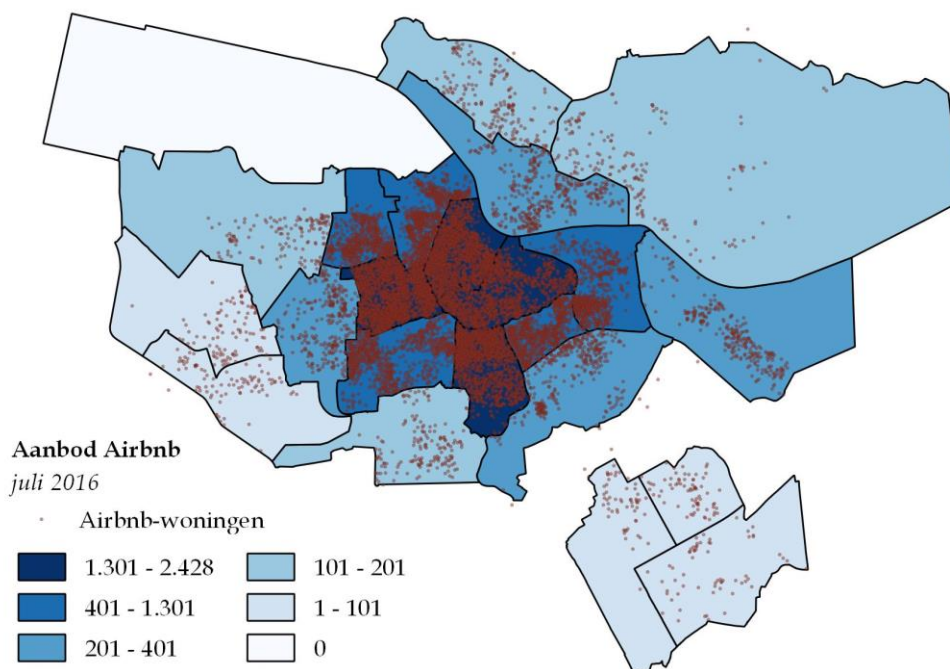 Aanbod Airbnb
juli 2016
Airbnb-woningen
1.301 - 2.428
401 - 1.301
201 - 401
101 - 201
1 - 101
0